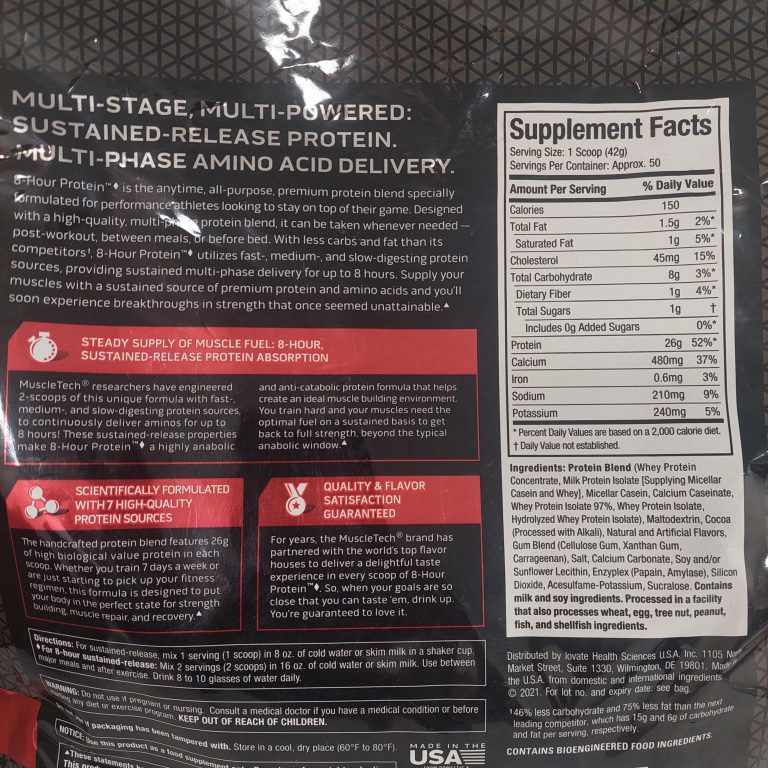 MULTI-STAGE, MULTI-POWERED:
SUSTAINED-RELEASE PROTEIN.
MULTI-PHASE AMINO ACID DELIVERY.
8-Hour Protein™♦ is the anytime, all-purpose, premium protein blend specially
formulated for performance athletes looking to stay on top of their game. Designed
with a high-quality, multi-phase protein blend, it can be taken whenever needed —
post-workout, between meals, or before bed. With less carbs and fat than its
competitors¹, 8-Hour Protein™♦ utilizes fast-, medium-, and slow-digesting protein
sources, providing sustained multi-phase delivery for up to 8 hours. Supply your
muscles with a sustained source of premium protein and amino acids and you'll
soon experience breakthroughs in strength that once seemed unattainable.▲
STEADY SUPPLY OF MUSCLE FUEL: 8-HOUR,
SUSTAINED-RELEASE PROTEIN ABSORPTION
MuscleTech® researchers have engineered
2-scoops of this unique formula with fast-,
medium-, and slow-digesting protein sources,
to continuously deliver aminos for up to
8 hours! These sustained-release properties
make 8-Hour Protein™♦ a highly anabolic
and anti-catabolic protein formula that helps
create an ideal muscle building environment.
You train hard and your muscles need the
optimal fuel on a sustained basis to get
back to full strength, beyond the typical
anabolic window.▲
SCIENTIFICALLY FORMULATED
WITH 7 HIGH-QUALITY
PROTEIN SOURCES
The handcrafted protein blend features 26g
of high biological value protein in each
scoop. Whether you train 7 days a week or
are just starting to pick up your fitness
regimen, this formula is designed to put
your body in the perfect state for strength
building, muscle repair, and recovery.▲
QUALITY & FLAVOR
SATISFACTION
GUARANTEED
For years, the MuscleTech® brand has
partnered with the world's top flavor
houses to deliver a delightful taste
experience in every scoop of 8-Hour
Protein™♦. So, when your goals are so
close that you can taste 'em, drink up.
You're guaranteed to love it.
Directions: For sustained-release, mix 1 serving (1 scoop) in 8 oz. of cold water or skim milk in a shaker cup.
♦For 8-hour sustained-release: Mix 2 servings (2 scoops) in 16 oz. of cold water or skim milk. Use between
major meals and after exercise. Drink 8 to 10 glasses of water daily.
WARNING: Do not use if pregnant or nursing. Consult a medical doctor if you have a medical condition or before
any diet or exercise program. KEEP OUT OF REACH OF CHILDREN.
packaging has been tampered with. Store in a cool, dry place (60°F to 80°F).
NOTICE: Use this product as a food supplement
▲These statements
This
MADE IN THE
USA
Supplement Facts
Serving Size: 1 Scoop (42g)
Servings Per Container: Approx. 50
Amount Per Serving % Daily Value
Calories 150
Total Fat 1.5g 2%*
Saturated Fat 1g 5%*
Cholesterol 45mg 15%
Total Carbohydrate 8g 3%*
Dietary Fiber 1g 4%*
Total Sugars 1g †
Includes 0g Added Sugars 0%*
Protein 26g 52%*
Calcium 480mg 37%
Iron 0.6mg 3%
Sodium 210mg 9%
Potassium 240mg 5%
* Percent Daily Values are based on a 2,000 calorie diet.
† Daily Value not established.
Ingredients: Protein Blend (Whey Protein
Concentrate, Milk Protein Isolate [Supplying Micellar
Casein and Whey], Micellar Casein, Calcium Caseinate,
Whey Protein Isolate 97%, Whey Protein Isolate,
Hydrolyzed Whey Protein Isolate), Maltodextrin, Cocoa
(Processed with Alkali), Natural and Artificial Flavors,
Gum Blend (Cellulose Gum, Xanthan Gum,
Carrageenan), Salt, Calcium Carbonate, Soy and/or
Sunflower Lecithin, Enzyplex (Papain, Amylase), Silicon
Dioxide, Acesulfame-Potassium, Sucralose. Contains
milk and soy ingredients. Processed in a facility
that also processes wheat, egg, tree nut, peanut,
fish, and shellfish ingredients.
Distributed by Iovate Health Sciences U.S.A. Inc. 1105 North
Market Street, Suite 1330, Wilmington, DE 19801. Made in
the U.S.A. from domestic and international ingredients.
© 2021. For lot no. and expiry date: see bag.
¹46% less carbohydrate and 75% less fat than the next
leading competitor, which has 15g and 6g of carbohydrate
and fat per serving, respectively.
CONTAINS BIOENGINEERED FOOD INGREDIENTS.